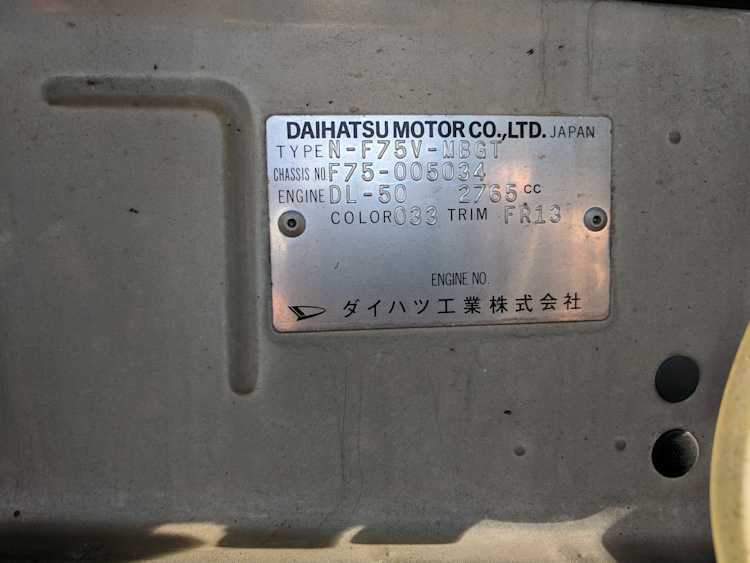 DAIHATSU MOTOR CO.,LTD. JAPAN
TYPE N-F75V-MBGT
CHASSIS NO F75-005034
ENGINE DL-50 2765 CC
COLOR 033 TRIM FR13
ENGINE NO.
ダイハツ工業株式会社